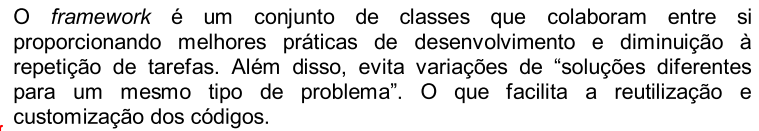 O framework é um conjunto de classes que colaboram entre si
proporcionando melhores práticas de desenvolvimento e diminuição à
repetição de tarefas. Além disso, evita variações de “soluções diferentes
para um mesmo tipo de problema”. O que facilita a reutilização e
customização dos códigos.